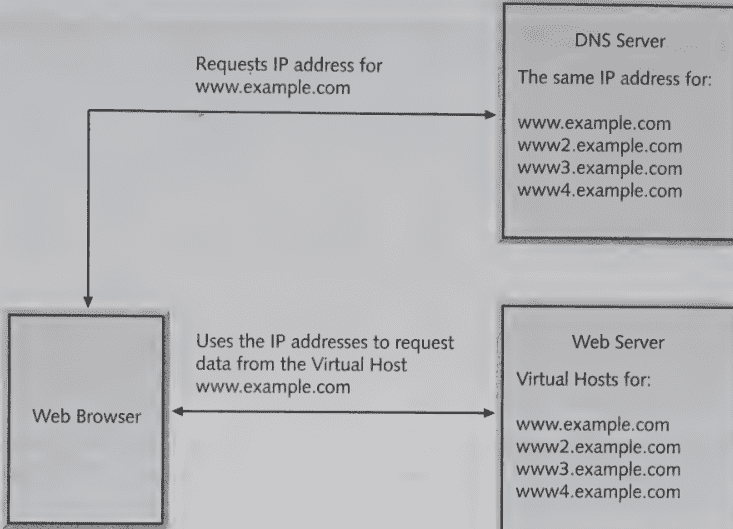 Requests IP address for
www.example.com
DNS Server
The same IP address for:
www.example.com
www2.example.com
www3.example.com
www4.example.com
Web Browser
Uses the IP addresses to request
data from the Virtual Host
www.example.com
Web Server
Virtual Hosts for:
www.example.com
www2.example.com
www3.example.com
www4.example.com